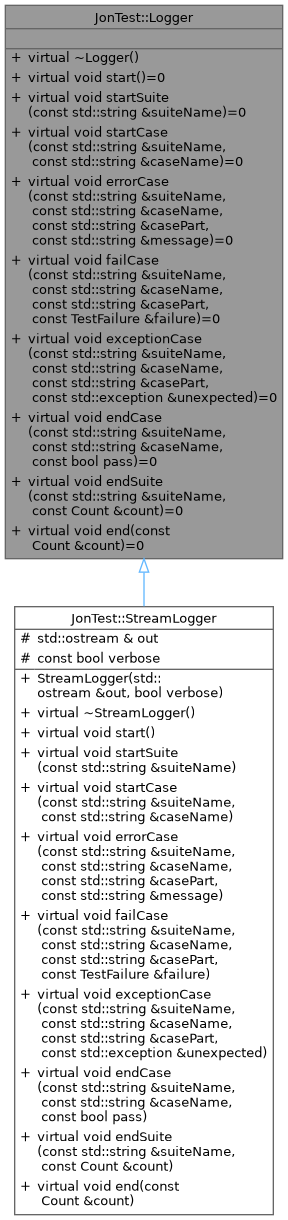 JonTest::Logger
+ virtual ~Logger()
+ virtual void start()=0
+ virtual void startSuite
(const std::string &suiteName)=0
+ virtual void startCase
(const std::string &suiteName,
const std::string &caseName)=0
+ virtual void errorCase
(const std::string &suiteName,
const std::string &caseName,
const std::string &casePart,
const std::string &message)=0
+ virtual void failCase
(const std::string &suiteName,
const std::string &caseName,
const std::string &casePart,
const TestFailure &failure)=0
+ virtual void exceptionCase
(const std::string &suiteName,
const std::string &caseName,
const std::string &casePart,
const std::exception &unexpected)=0
+ virtual void endCase
(const std::string &suiteName,
const std::string &caseName,
const bool pass)=0
+ virtual void endSuite
(const std::string &suiteName,
const Count &count)=0
+ virtual void end(const
Count &count)=0
JonTest::StreamLogger
# std::ostream & out
# const bool verbose
+ StreamLogger(std::
ostream &out, bool verbose)
+ virtual ~StreamLogger()
+ virtual void start()
+ virtual void startSuite
(const std::string &suiteName)
+ virtual void startCase
(const std::string &suiteName,
const std::string &caseName)
+ virtual void errorCase
(const std::string &suiteName,
const std::string &caseName,
const std::string &casePart,
const std::string &message)
+ virtual void failCase
(const std::string &suiteName,
const std::string &caseName,
const std::string &casePart,
const TestFailure &failure)
+ virtual void exceptionCase
(const std::string &suiteName,
const std::string &caseName,
const std::string &casePart,
const std::exception &unexpected)
+ virtual void endCase
(const std::string &suiteName,
const std::string &caseName,
const bool pass)
+ virtual void endSuite
(const std::string &suiteName,
const Count &count)
+ virtual void end(const
Count &count)